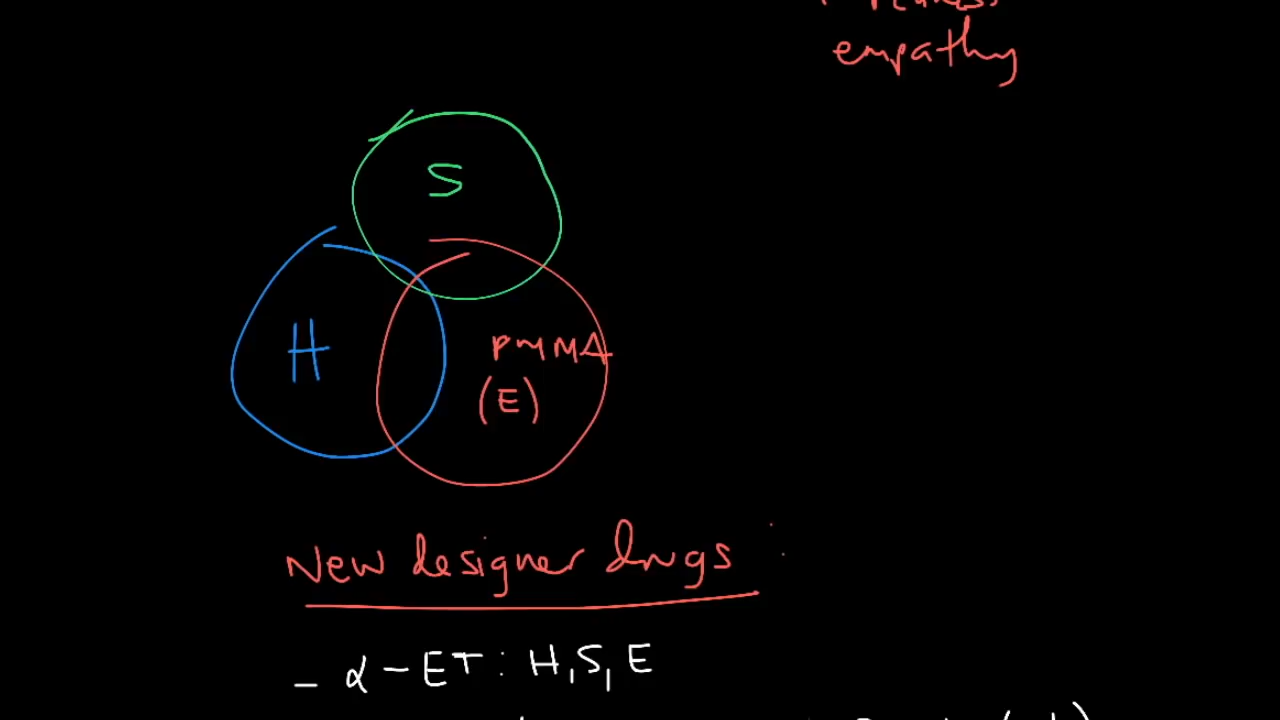 empathy
S
H
PMMA
(E)
New designer drugs :
- α-ET: H, S, E